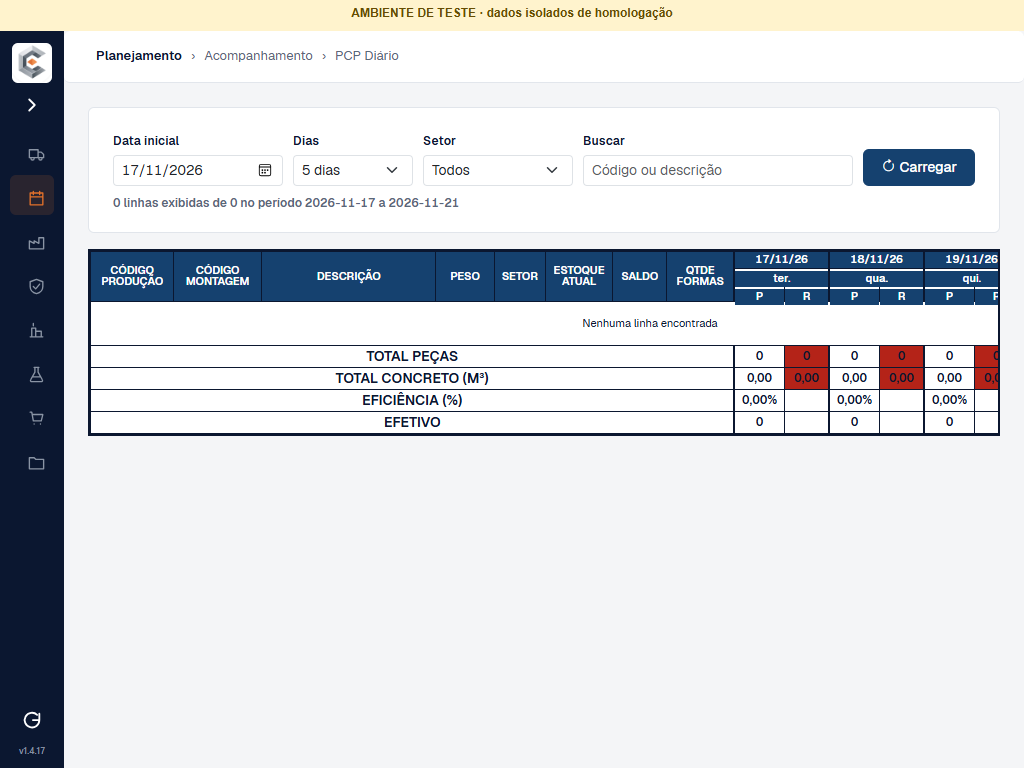 AMBIENTE DE TESTE · dados isolados de homologação
Planejamento › Acompanhamento › PCP Diário
Data inicial Dias Setor Buscar
17/11/2026 5 dias Todos Código ou descrição Carregar
0 linhas exibidas de 0 no período 2026-11-17 a 2026-11-21
CÓDIGO PRODUÇÃO CÓDIGO MONTAGEM DESCRIÇÃO PESO SETOR ESTOQUE ATUAL SALDO QTDE FORMAS 17/11/26 18/11/26 19/11/26
ter. qua. qui.
P R P R P R
Nenhuma linha encontrada
TOTAL PEÇAS 0 0 0 0 0 0
TOTAL CONCRETO (M³) 0,00 0,00 0,00 0,00 0,00
EFICIÊNCIA (%) 0,00% 0,00% 0,00%
EFETIVO 0 0 0
v1.4.17